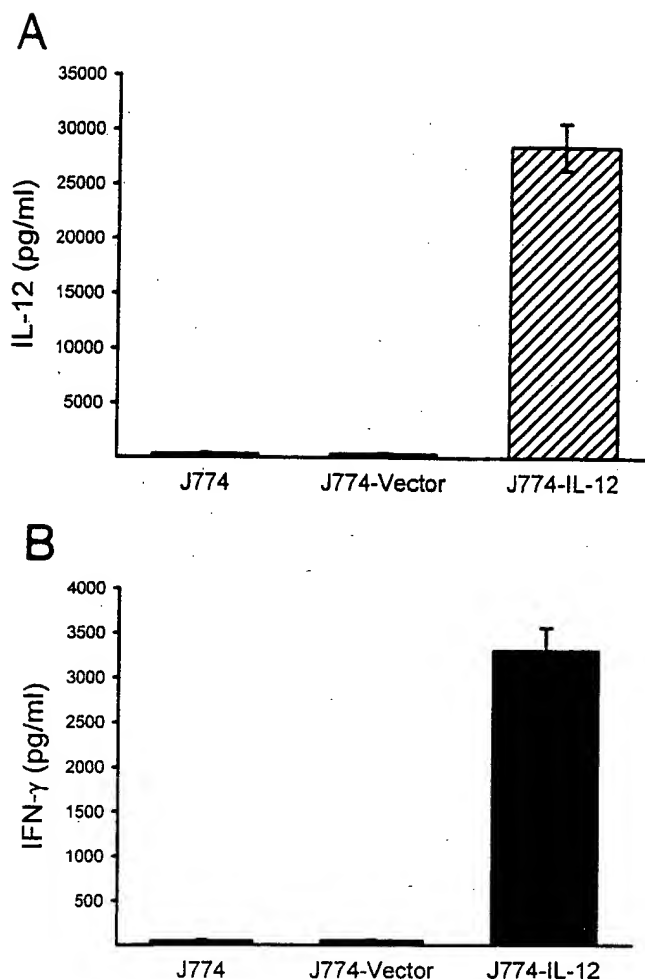 A
IL-12 (pg/ml)
35000
30000
25000
20000
15000
10000
5000
J774
J774-Vector
J774-IL-12
B
IFN-γ (pg/ml)
4000
3500
3000
2500
2000
1500
1000
500
J774
J774-Vector
J774-IL-12